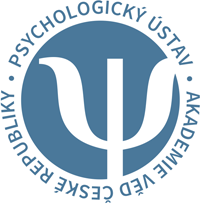 PSYCHOLOGICKÝ ÚSTAV • AKADEMIE VĚD ČESKÉ REPUBLIKY •
Ψ